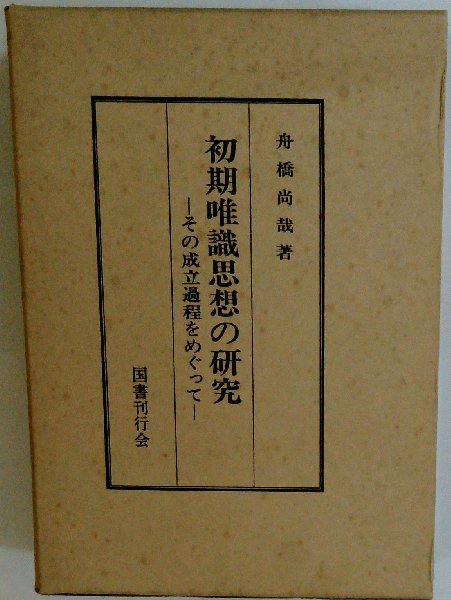 舟橋尚哉著
初期唯識思想の研究
―その成立過程をめぐって―
国書刊行会